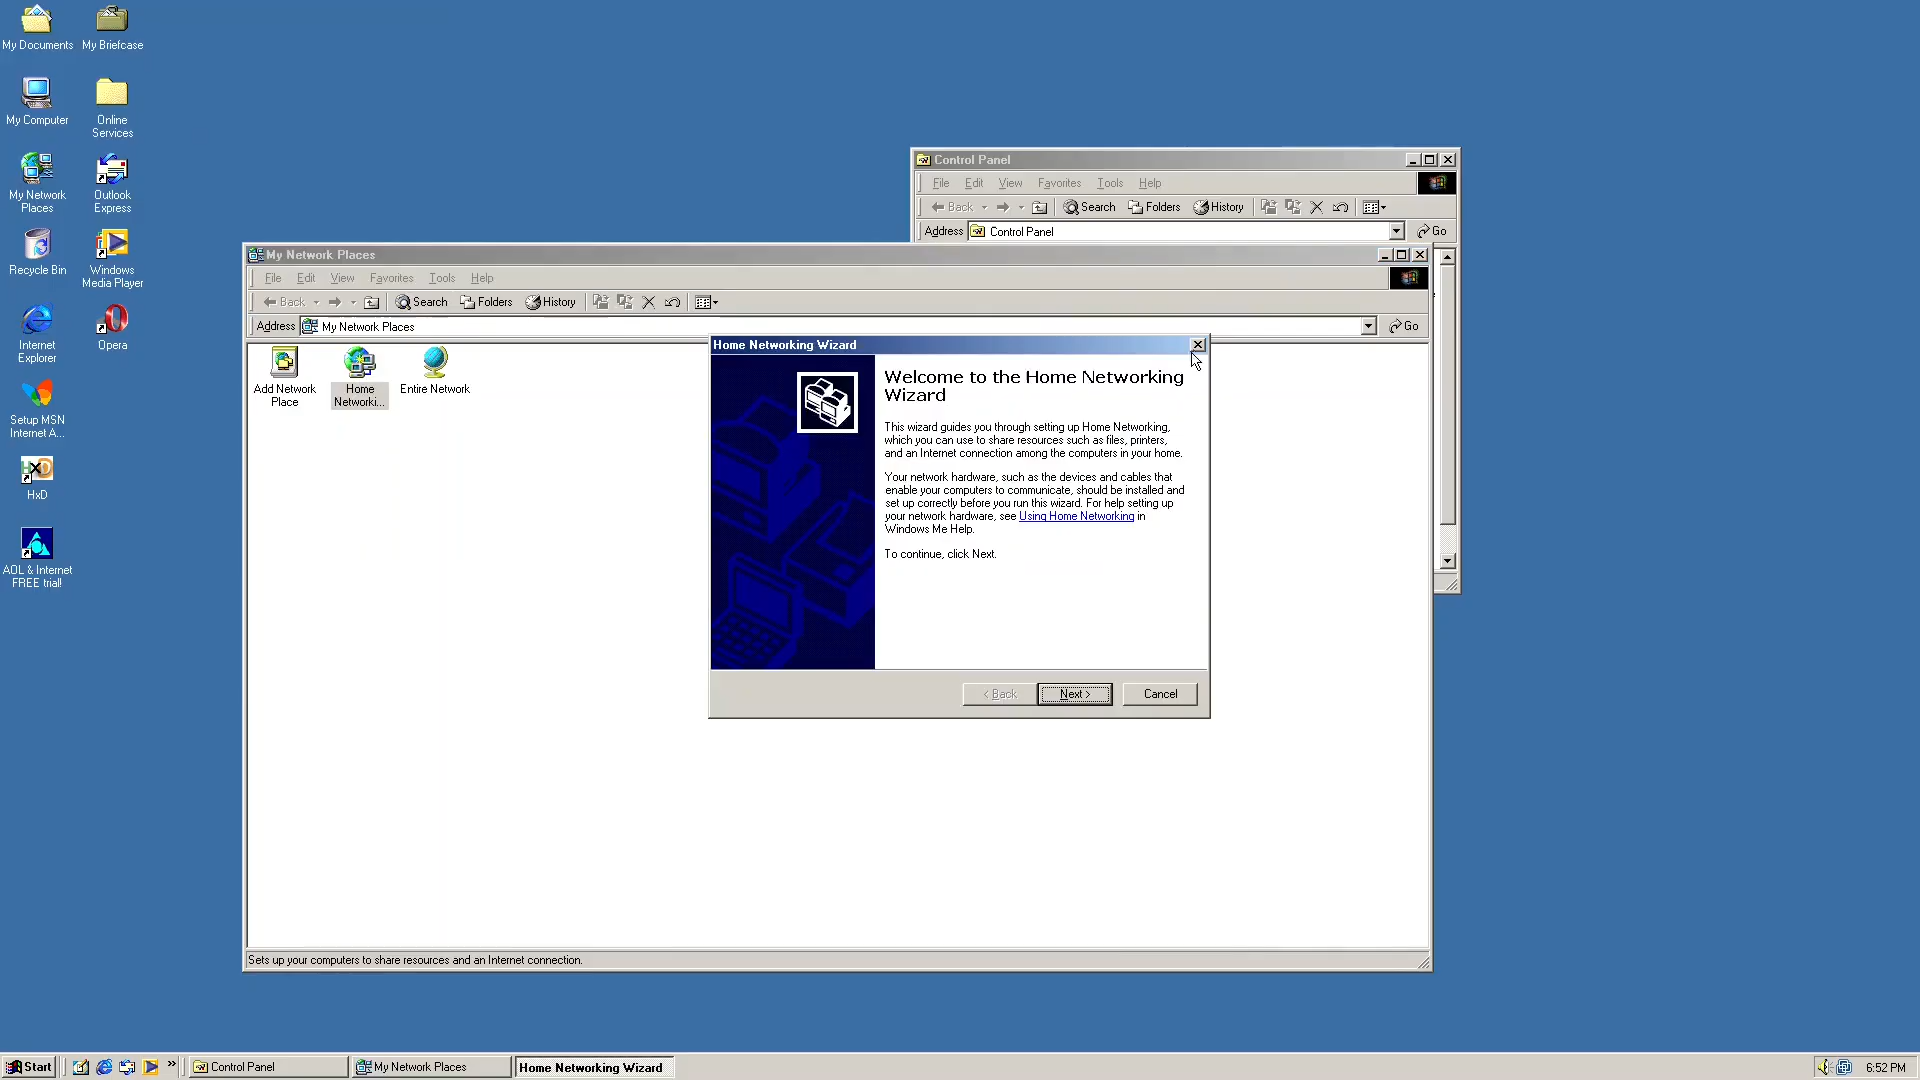 My Documents
My Briefcase
My Computer
Online
Services
My Network
Places
Outlook
Express
Recycle Bin
Windows
Media Player
Internet
Explorer
Opera
Setup MSN
Internet A...
HxD
AOL & Internet
FREE trial!
Control Panel
File Edit View Favorites Tools Help
Back Search Folders History
Address Control Panel Go
My Network Places
File Edit View Favorites Tools Help
Back Search Folders History
Address My Network Places Go
Add Network
Place
Home
Networki...
Entire Network
Home Networking Wizard
Welcome to the Home Networking
Wizard
This wizard guides you through setting up Home Networking,
which you can use to share resources such as files, printers,
and an Internet connection among the computers in your home.
Your network hardware, such as the devices and cables that
enable your computers to communicate, should be installed and
set up correctly before you run this wizard. For help setting up
your network hardware, see Using Home Networking in
Windows Me Help.
To continue, click Next.
< Back Next > Cancel
Sets up your computers to share resources and an Internet connection.
Start » Control Panel My Network Places Home Networking Wizard 6:52 PM